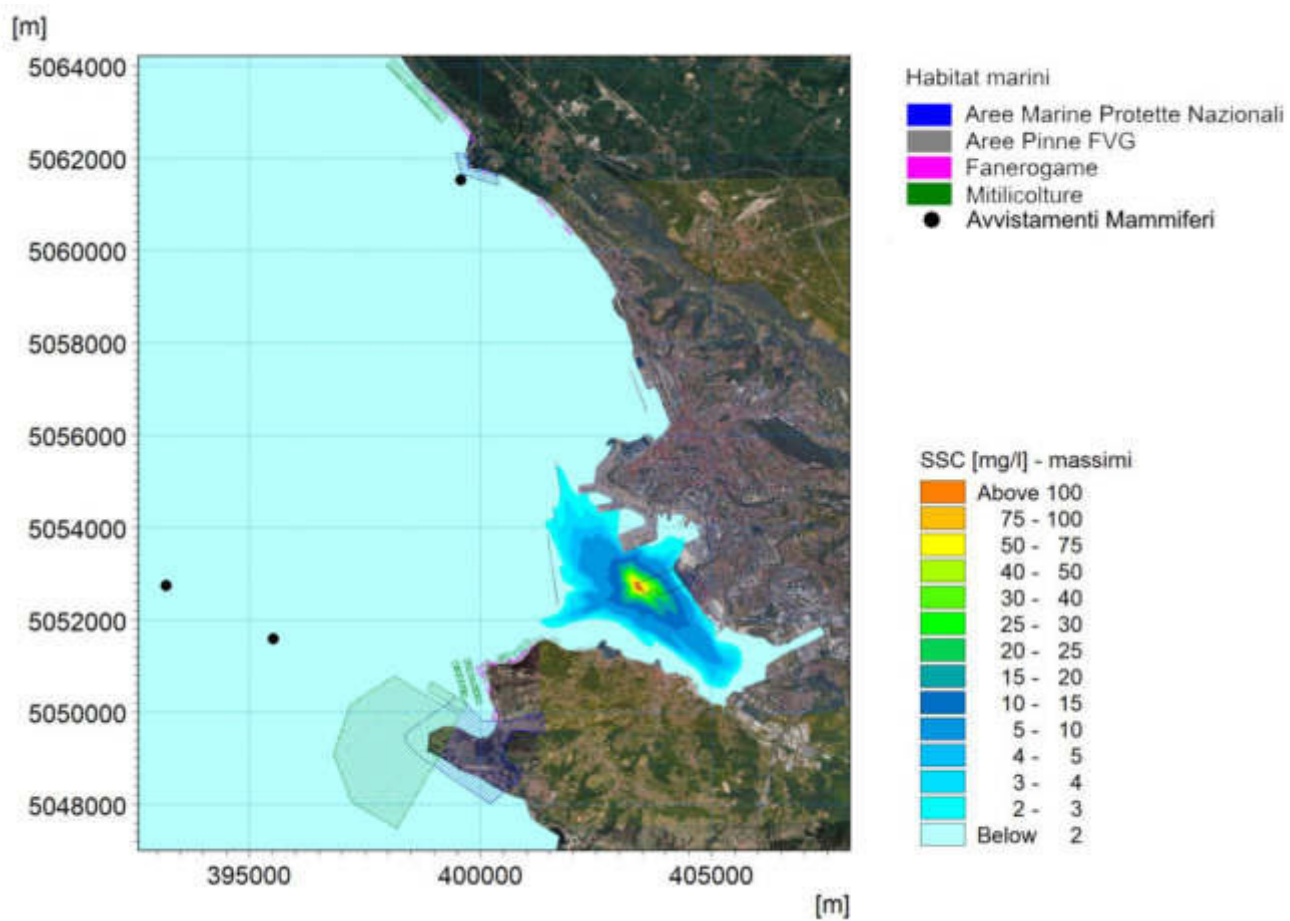 [m]
5064000
5062000
5060000
5058000
5056000
5054000
5052000
5050000
5048000
395000
400000
405000
[m]
Habitat marini
Aree Marine Protette Nazionali
Aree Pinne FVG
Fanerogame
Mitilicolture
Avvistamenti Mammiferi
SSC [mg/l] - massimi
Above 100
75 - 100
50 - 75
40 - 50
30 - 40
25 - 30
20 - 25
15 - 20
10 - 15
5 - 10
4 - 5
3 - 4
2 - 3
Below 2